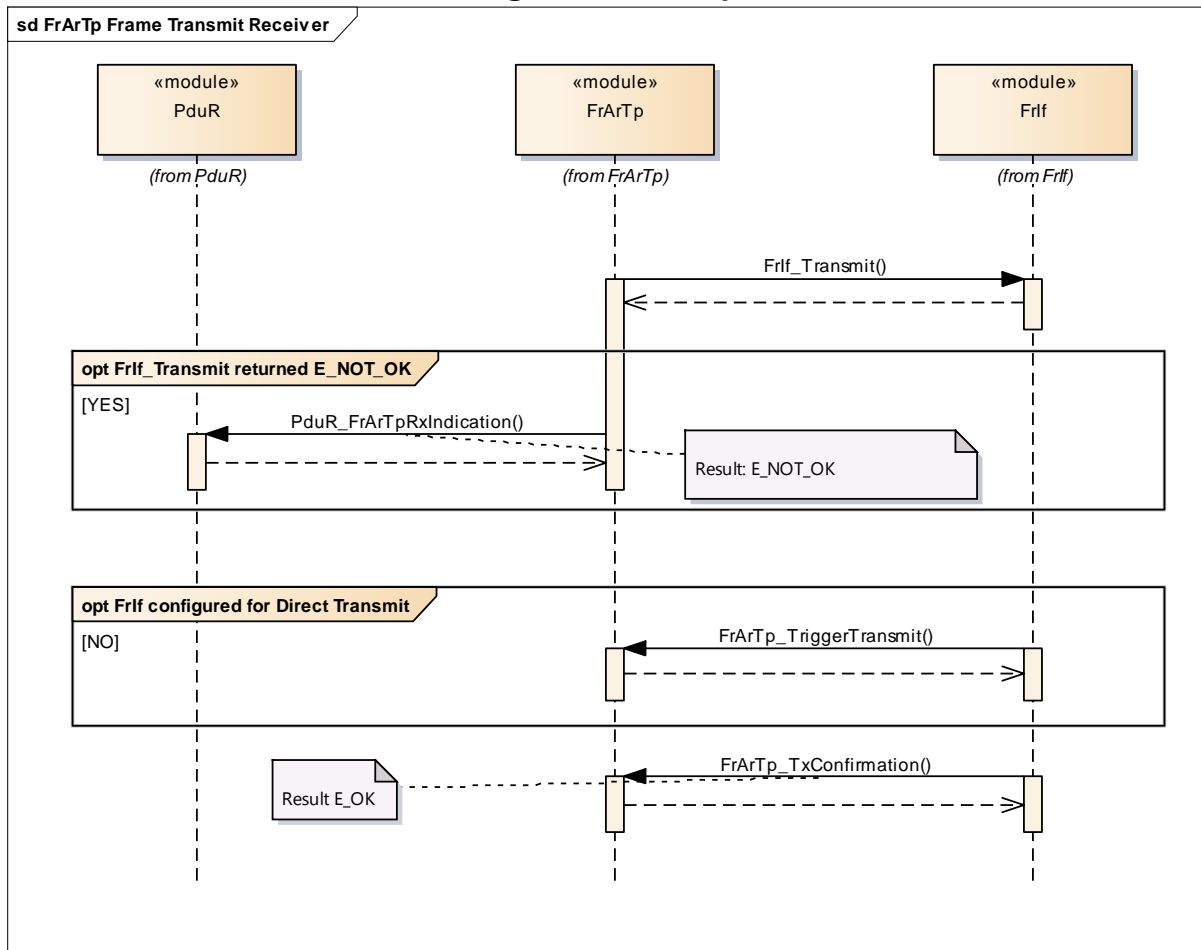 sd FrArTp Frame Transmit Receiver
«module»
PduR
«module»
FrArTp
«module»
FrIf
(from PduR)
(from FrArTp)
(from FrIf)
FrIf_Transmit()
opt FrIf_Transmit returned E_NOT_OK
[YES]
PduR_FrArTpRxIndication()
Result: E_NOT_OK
opt FrIf configured for Direct Transmit
[NO]
FrArTp_TriggerTransmit()
FrArTp_TxConfirmation()
Result E_OK